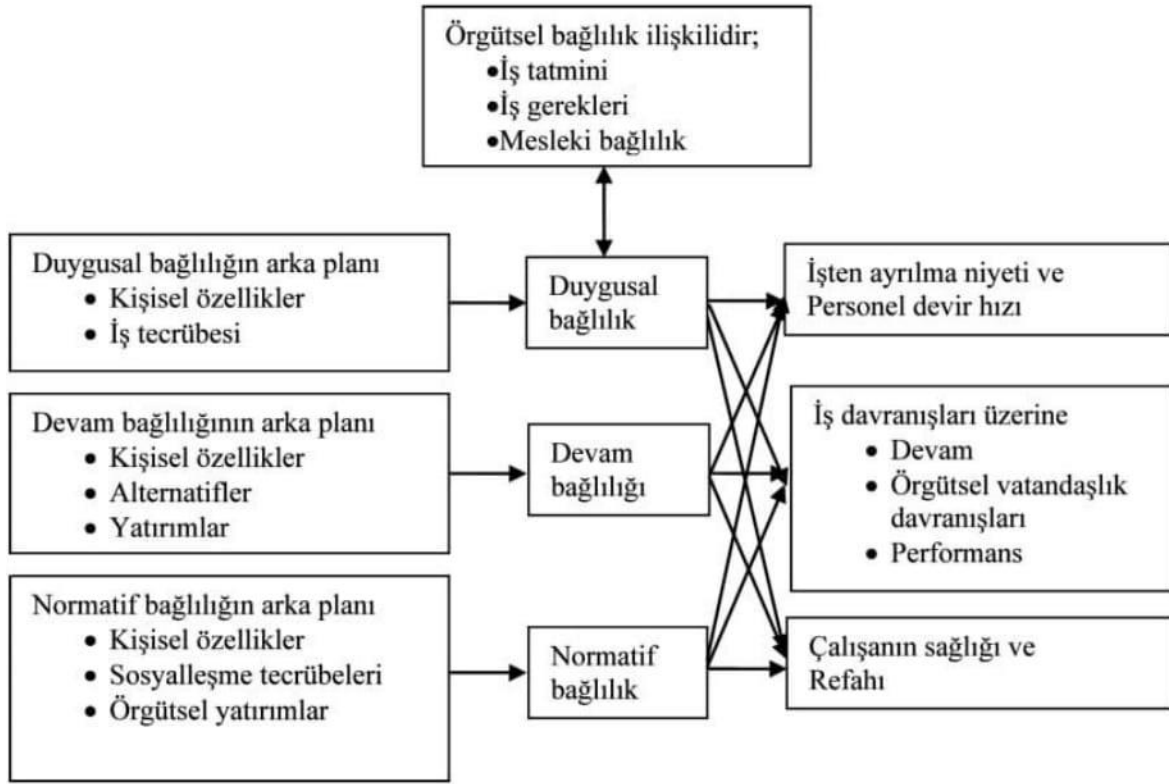 Örgütsel bağlılık ilişkilidir;
•İş tatmini
•İş gerekleri
•Mesleki bağlılık
Duygusal bağlılığın arka planı
• Kişisel özellikler
• İş tecrübesi
Duygusal
bağlılık
İşten ayrılma niyeti ve
Personel devir hızı
Devam bağlılığının arka planı
• Kişisel özellikler
• Alternatifler
• Yatırımlar
Devam
bağlılığı
İş davranışları üzerine
• Devam
• Örgütsel vatandaşlık
davranışları
• Performans
Normatif bağlılığın arka planı
• Kişisel özellikler
• Sosyalleşme tecrübeleri
• Örgütsel yatırımlar
Normatif
bağlılık
Çalışanın sağlığı ve
Refahı